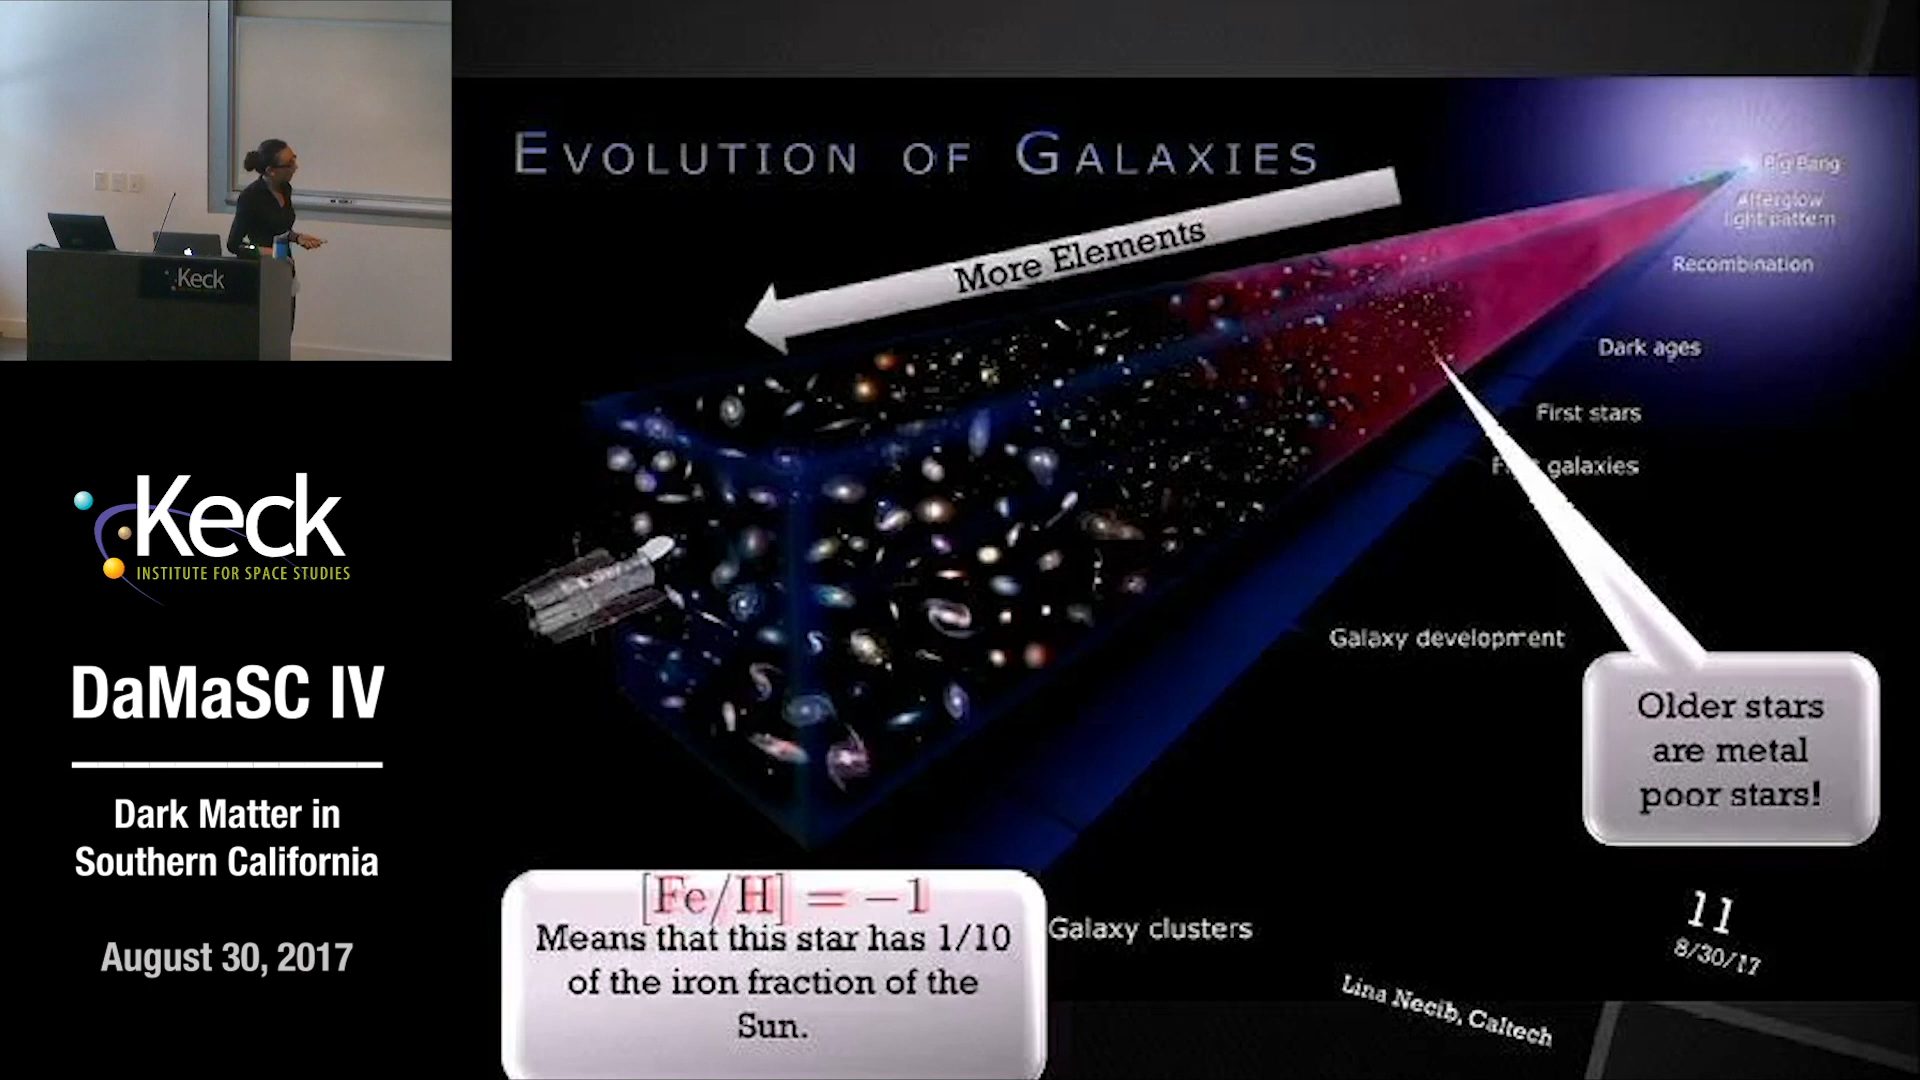 Keck
Keck
INSTITUTE FOR SPACE STUDIES
DaMaSC IV
Dark Matter in
Southern California
August 30, 2017
EVOLUTION OF GALAXIES
More Elements
Big Bang
Afterglow
light pattern
Recombination
Dark ages
First stars
galaxies
Galaxy development
Older stars
are metal
poor stars!
[Fe/H] = −1
Means that this star has 1/10
of the iron fraction of the
Sun.
Galaxy clusters
11
8/30/17
Lina Necib, Caltech